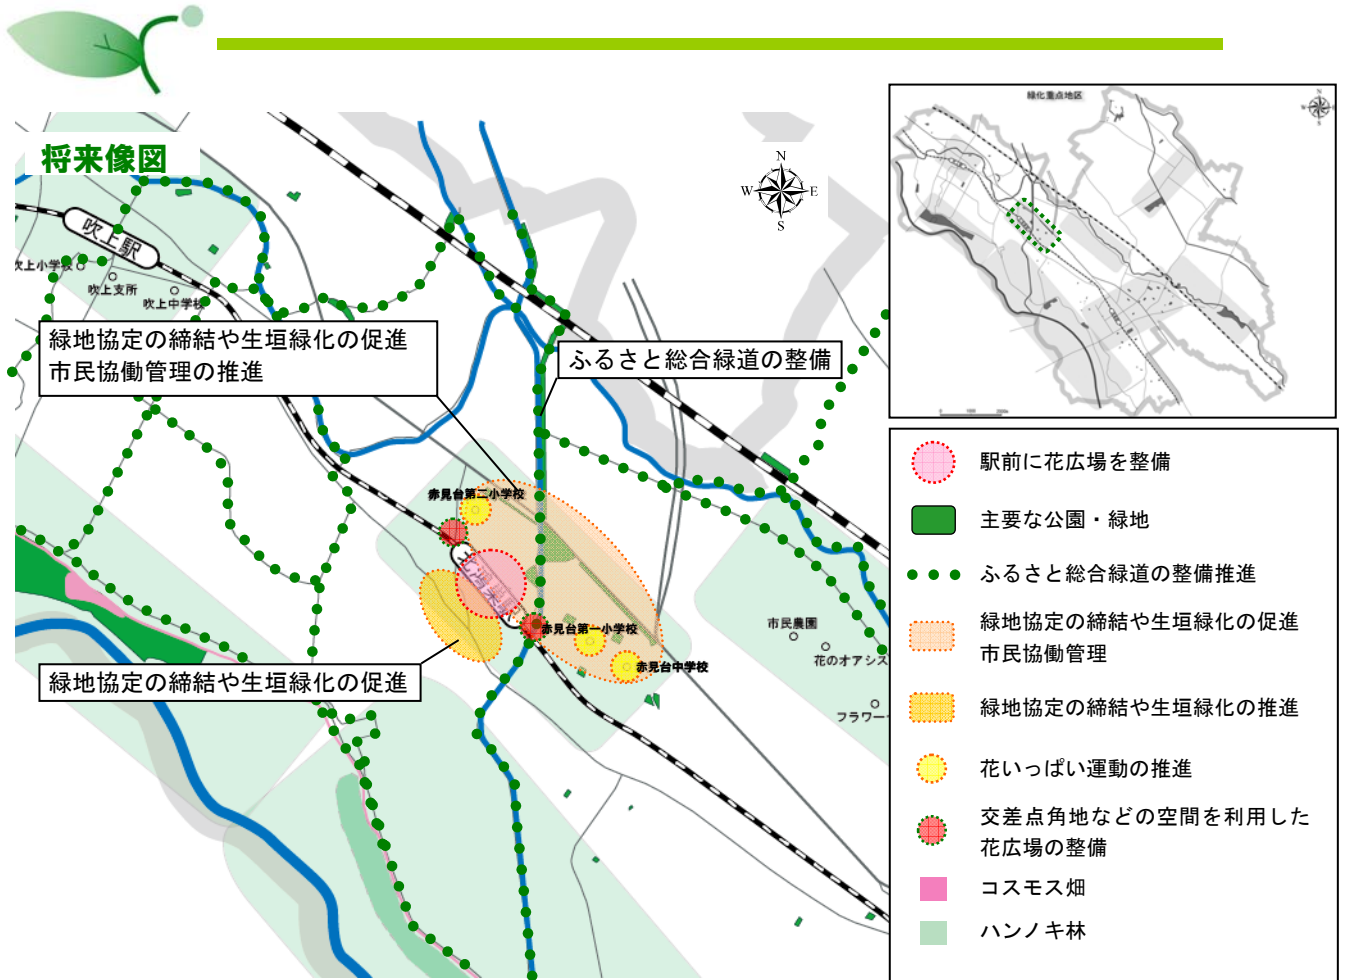 将来像図
緑化重点地区
N
W
E
S
吹上駅
吹上小学校
吹上支所
吹上中学校
緑地協定の締結や生垣緑化の促進
市民協働管理の推進
ふるさと総合緑道の整備
赤見台第二小学校
赤見台第一小学校
赤見台中学校
緑地協定の締結や生垣緑化の促進
市民農園
花のオアシス
フラワー
駅前に花広場を整備
主要な公園・緑地
ふるさと総合緑道の整備推進
緑地協定の締結や生垣緑化の促進
市民協働管理
緑地協定の締結や生垣緑化の推進
花いっぱい運動の推進
交差点角地などの空間を利用した
花広場の整備
コスモス畑
ハンノキ林